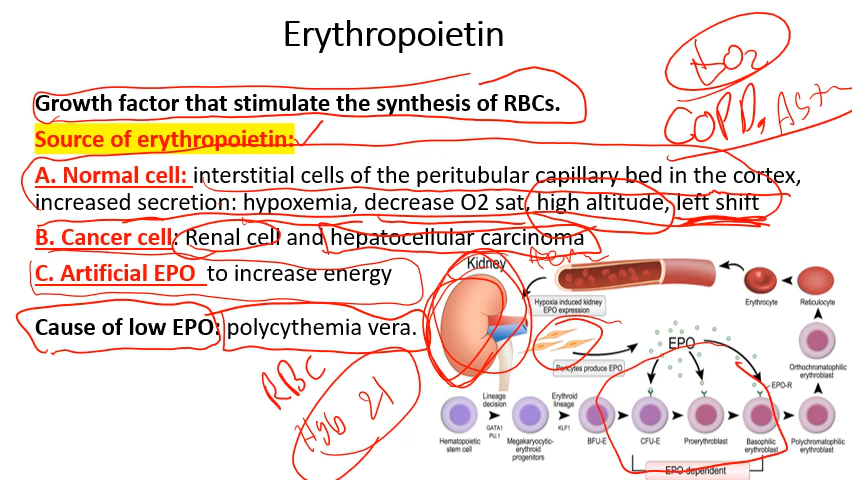 Erythropoietin
Growth factor that stimulate the synthesis of RBCs.
Source of erythropoietin:
A. Normal cell: interstitial cells of the peritubular capillary bed in the cortex,
increased secretion: hypoxemia, decrease O2 sat, high altitude, left shift
B. Cancer cell: Renal cell and hepatocellular carcinoma
C. Artificial EPO to increase energy
Cause of low EPO: polycythemia vera.
COPD,
RBC
Kidney
Hypoxia induced kidney
EPO expression
Erythrocyte
Reticulocyte
Pericytes produce EPO
EPO
Orthochromatophilic
erythroblast
EPO-R
Lineage
decision
GATA1
PU.1
Erythroid
lineage
KLF1
Hematopoietic
stem cell
Megakaryocytic-
erythroid
progenitors
BFU-E
CFU-E
Proerythroblast
Basophilic
erythroblast
Polychromatophilic
erythroblast
EPO dependent